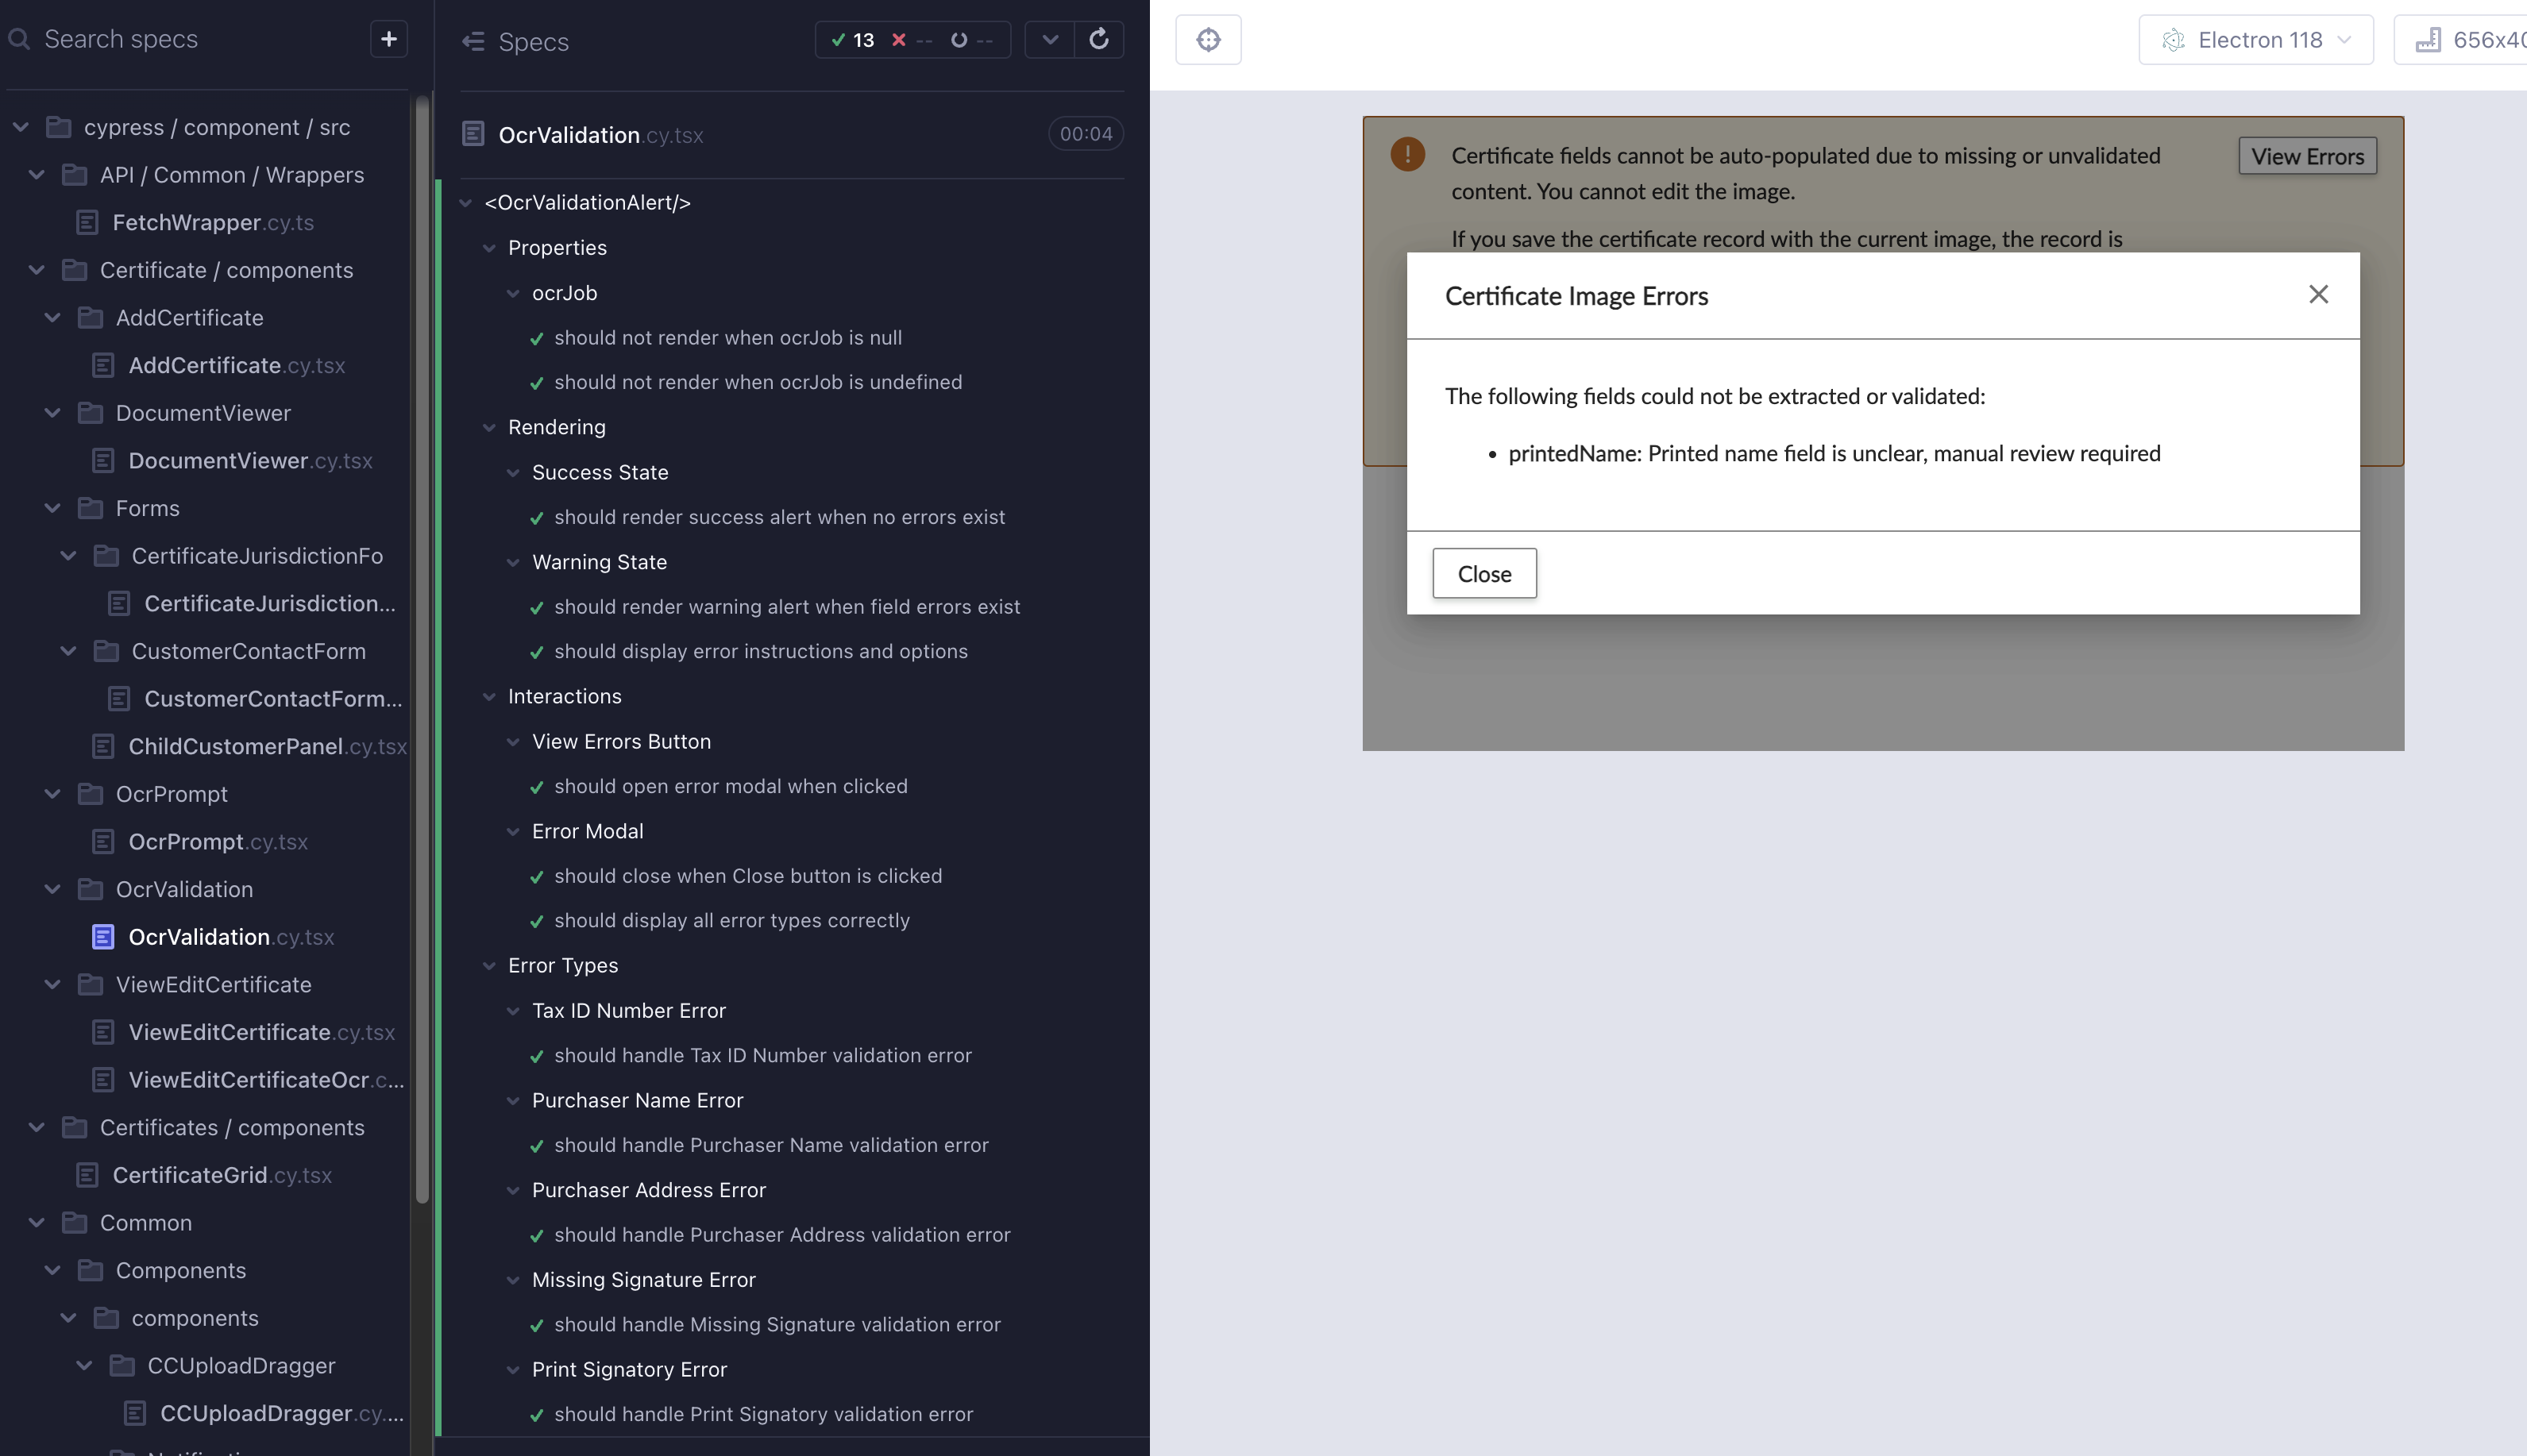 Search specs
cypress / component / src
API / Common / Wrappers
FetchWrapper.cy.ts
Certificate / components
AddCertificate
AddCertificate.cy.tsx
DocumentViewer
DocumentViewer.cy.tsx
Forms
CertificateJurisdictionFo
CertificateJurisdiction...
CustomerContactForm
CustomerContactForm...
ChildCustomerPanel.cy.tsx
OcrPrompt
OcrPrompt.cy.tsx
OcrValidation
OcrValidation.cy.tsx
ViewEditCertificate
ViewEditCertificate.cy.tsx
ViewEditCertificateOcr.c...
Certificates / components
CertificateGrid.cy.tsx
Common
Components
components
CCUploadDragger
CCUploadDragger.cy....
Specs
13 -- --
OcrValidation.cy.tsx 00:04
<OcrValidationAlert/>
Properties
ocrJob
should not render when ocrJob is null
should not render when ocrJob is undefined
Rendering
Success State
should render success alert when no errors exist
Warning State
should render warning alert when field errors exist
should display error instructions and options
Interactions
View Errors Button
should open error modal when clicked
Error Modal
should close when Close button is clicked
should display all error types correctly
Error Types
Tax ID Number Error
should handle Tax ID Number validation error
Purchaser Name Error
should handle Purchaser Name validation error
Purchaser Address Error
should handle Purchaser Address validation error
Missing Signature Error
should handle Missing Signature validation error
Print Signatory Error
should handle Print Signatory validation error
Electron 118
656x40
Certificate fields cannot be auto-populated due to missing or unvalidated
content. You cannot edit the image.
View Errors
If you save the certificate record with the current image, the record is
Certificate Image Errors
The following fields could not be extracted or validated:
• printedName: Printed name field is unclear, manual review required
Close